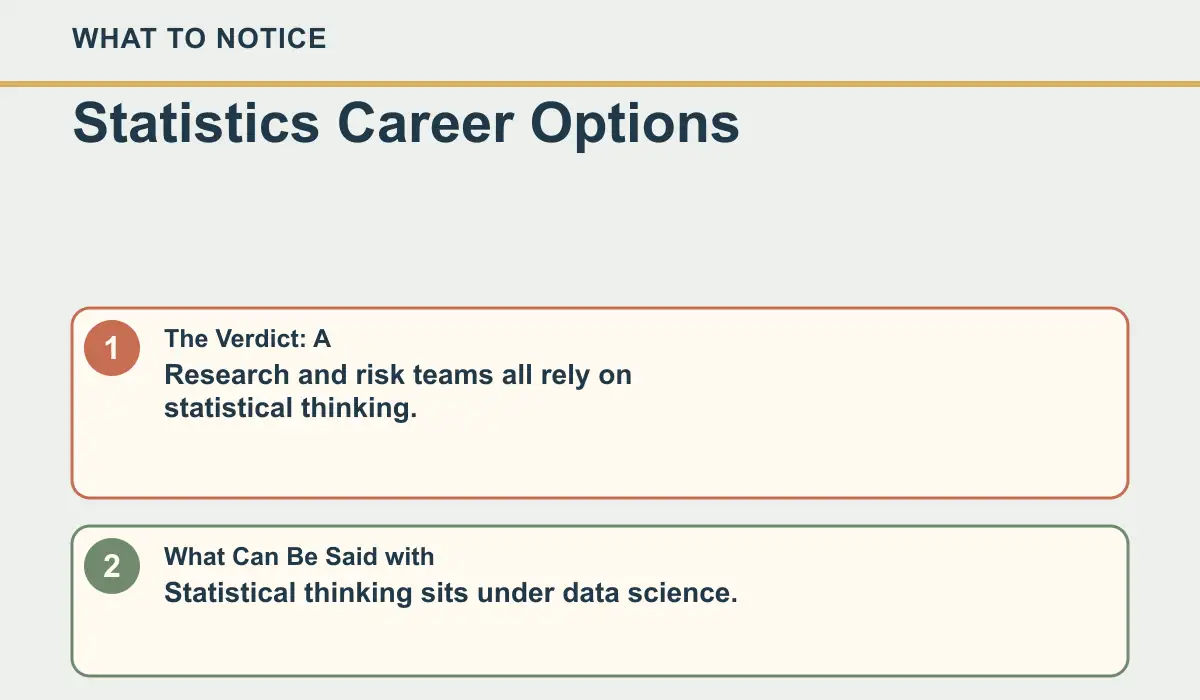 WHAT TO NOTICE
Statistics Career Options
1
The Verdict: A
Research and risk teams all rely on
statistical thinking.
2
What Can Be Said with
Statistical thinking sits under data science.